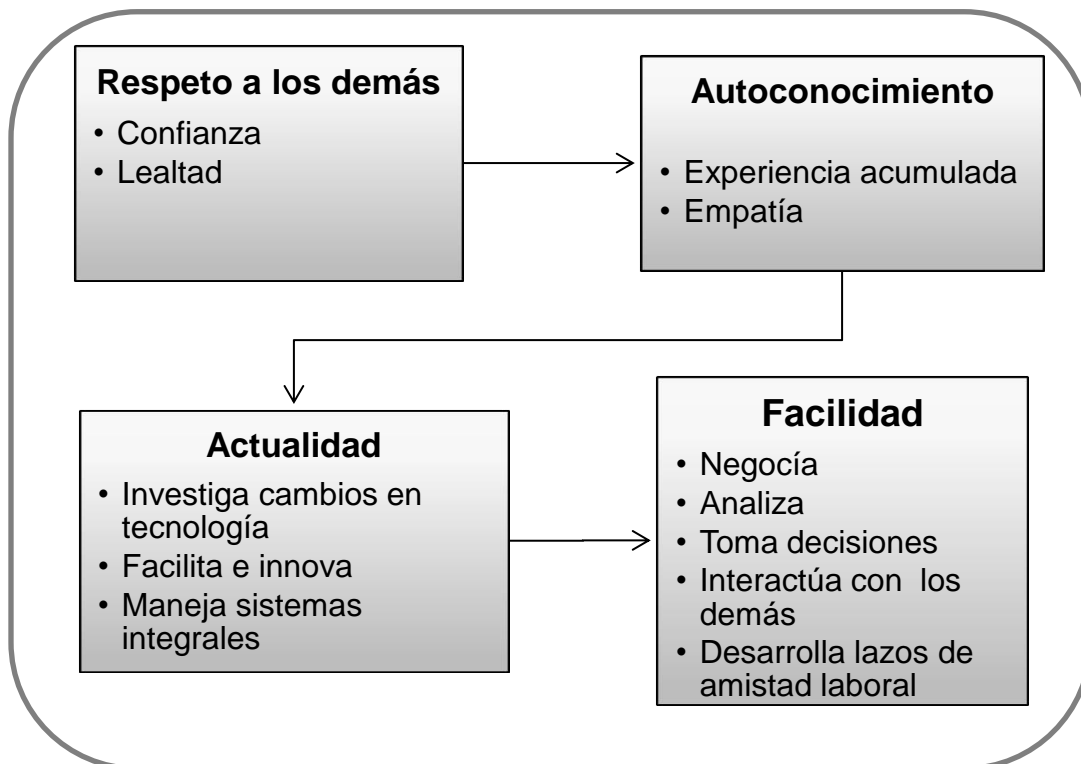 Respeto a los demás
• Confianza
• Lealtad
Autoconocimiento
• Experiencia acumulada
• Empatía
Actualidad
• Investiga cambios en
tecnología
• Facilita e innova
• Maneja sistemas
integrales
Facilidad
• Negocía
• Analiza
• Toma decisiones
• Interactúa con  los
demás
• Desarrolla lazos de
amistad laboral